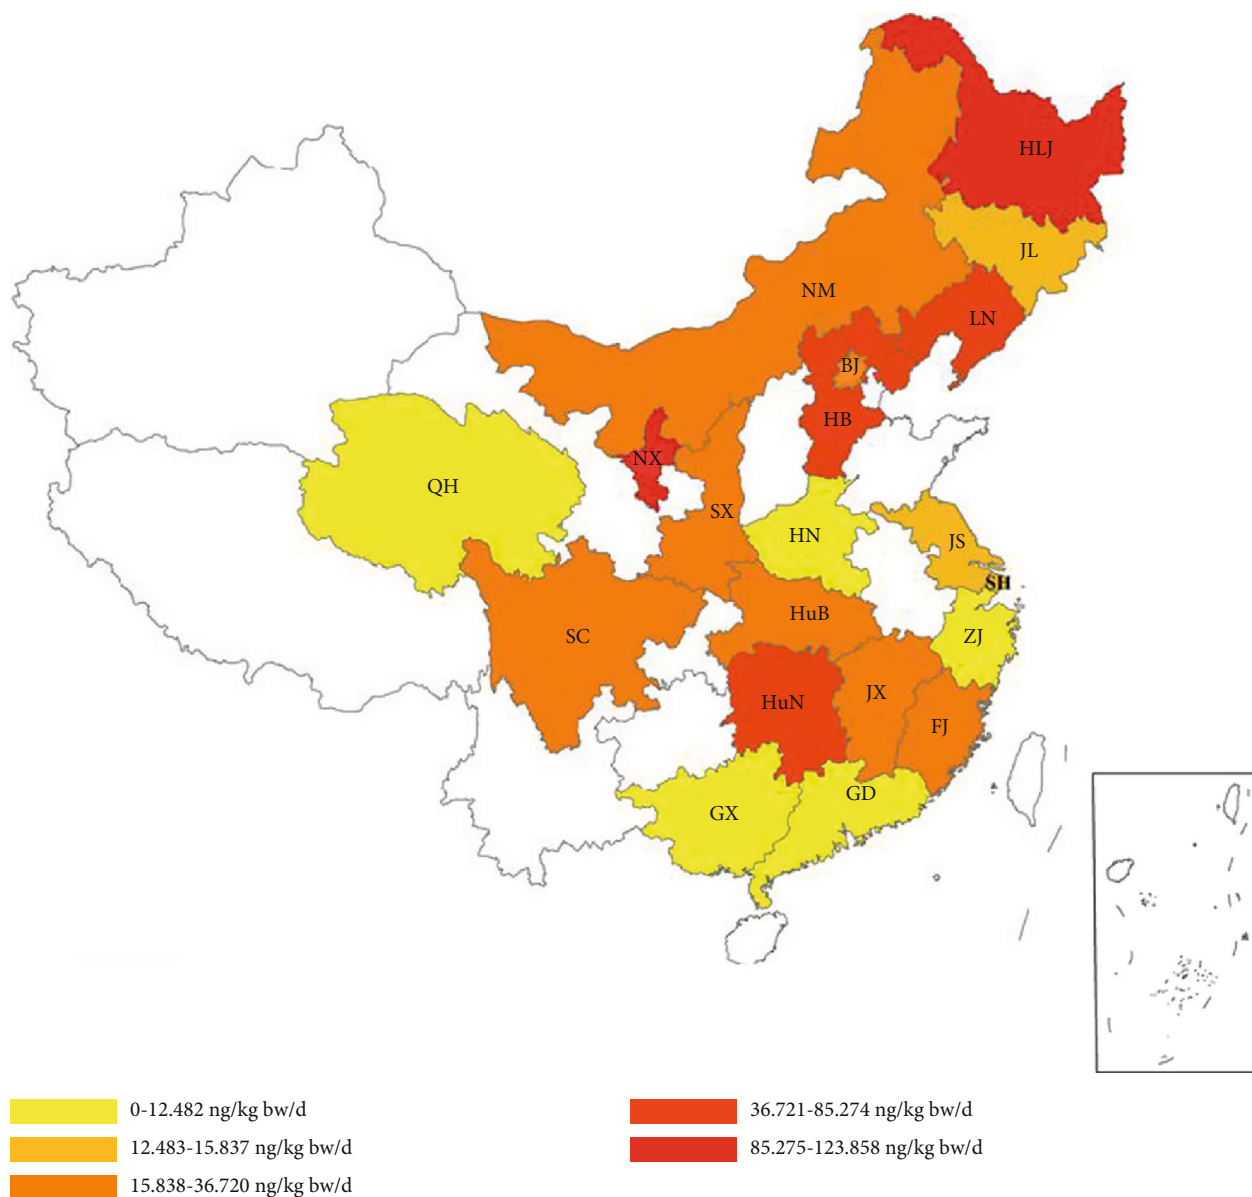 HLJ
JL
NM
LN
BJ
HB
NX
QH
SX
HN
JS
SH
HuB
SC
ZJ
HuN
JX
FJ
GD
GX
0-12.482 ng/kg bw/d
12.483-15.837 ng/kg bw/d
15.838-36.720 ng/kg bw/d
36.721-85.274 ng/kg bw/d
85.275-123.858 ng/kg bw/d